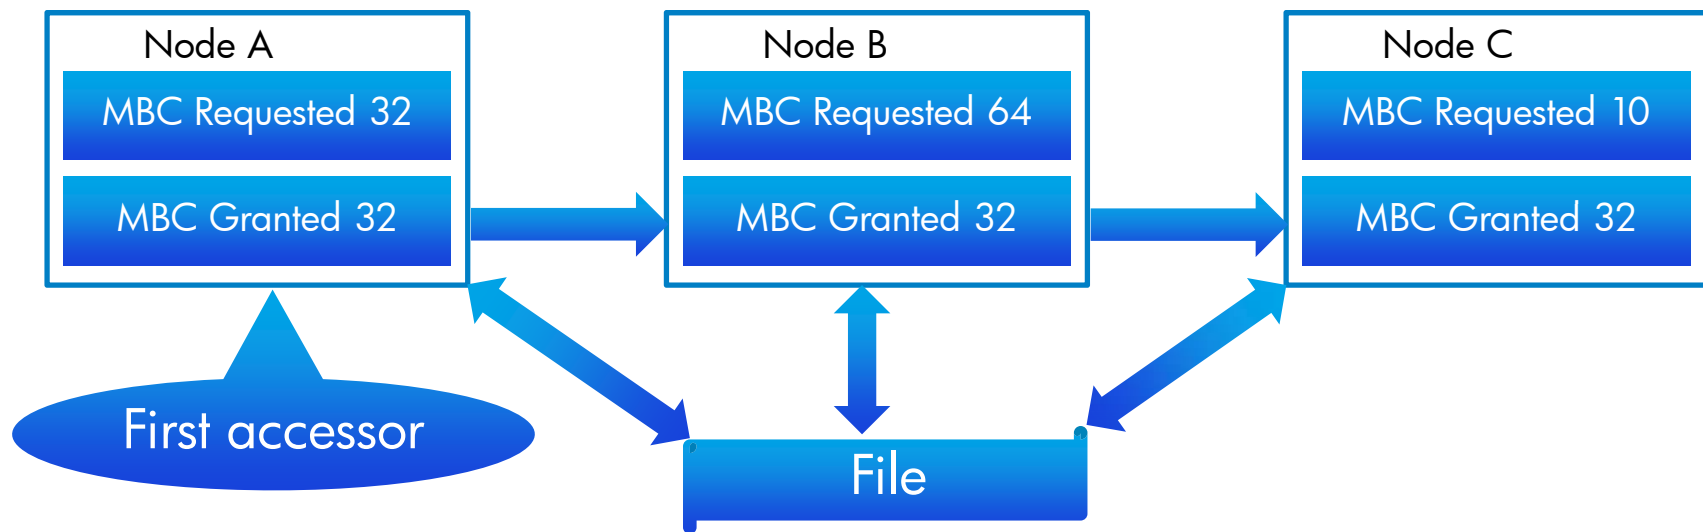 Node A
MBC Requested 32
MBC Granted 32
Node B
MBC Requested 64
MBC Granted 32
Node C
MBC Requested 10
MBC Granted 32
First accessor
File